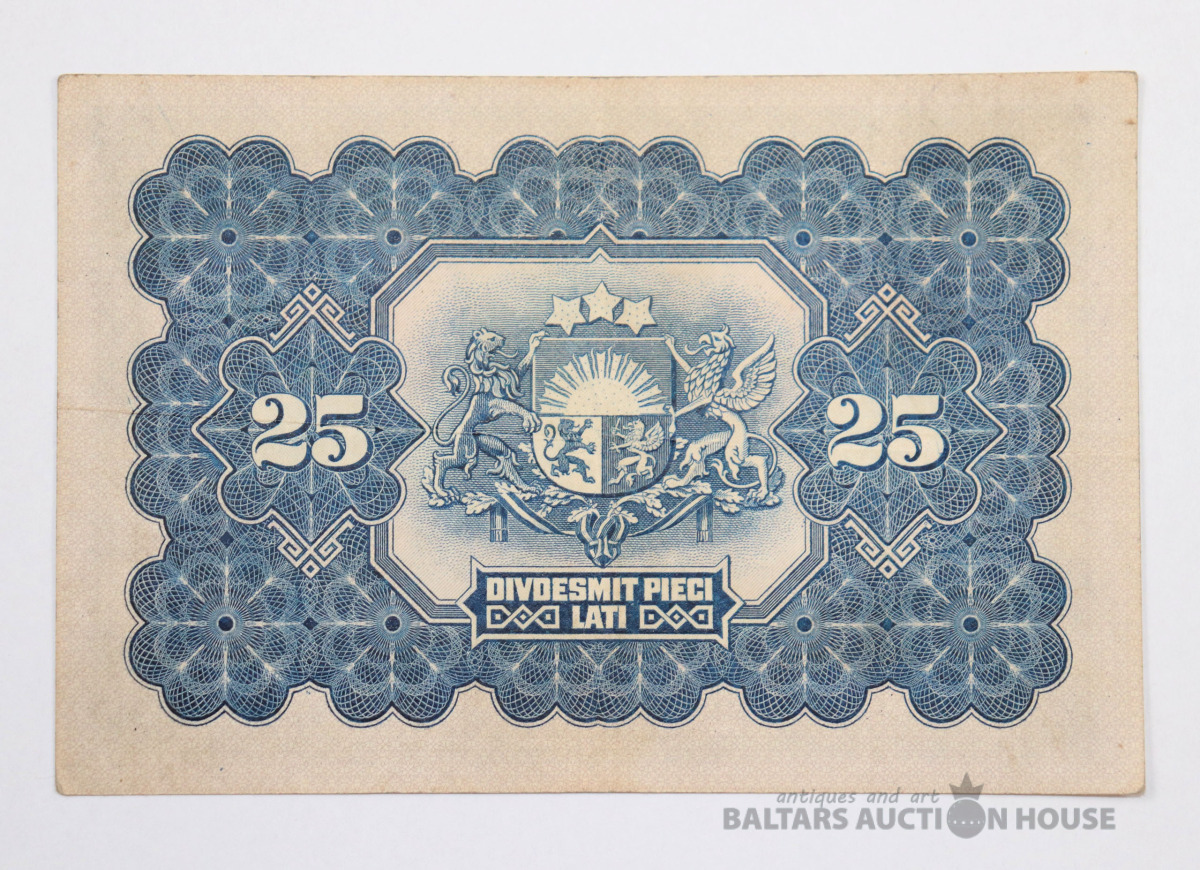 25
25
DIVDESMIT PIECI
LATI
antiques and art
BALTARS AUCTION HOUSE